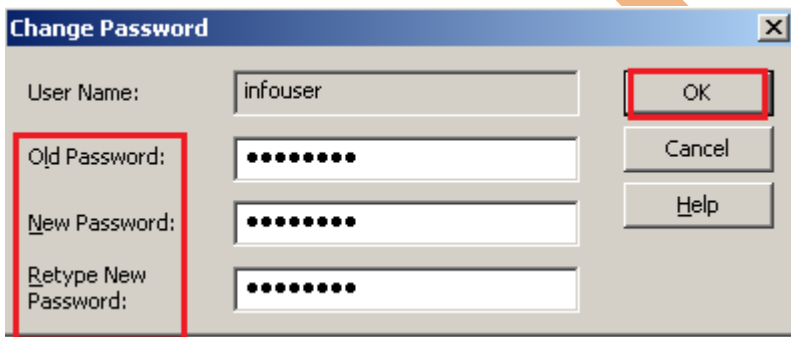 Change Password
User Name:
infouser
OK
Old Password:
●●●●●●●●
Cancel
New Password:
●●●●●●●●
Help
Retype New
Password:
●●●●●●●●